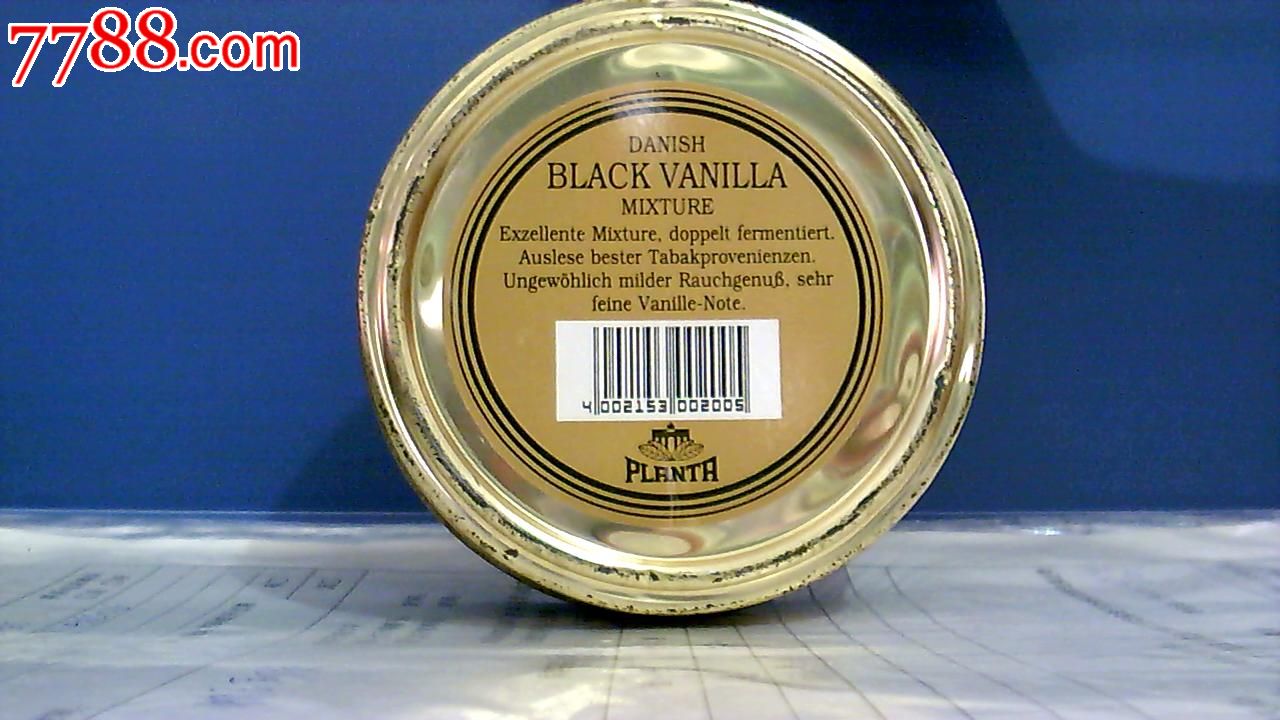 7788.com
DANISH
BLACK VANILLA
MIXTURE
Exzellente Mixture, doppelt fermentiert.
Auslese bester Tabakprovenienzen.
Ungewöhlich milder Rauchgenuß, sehr
feine Vanille-Note.
4 002153 002005
PLANTA